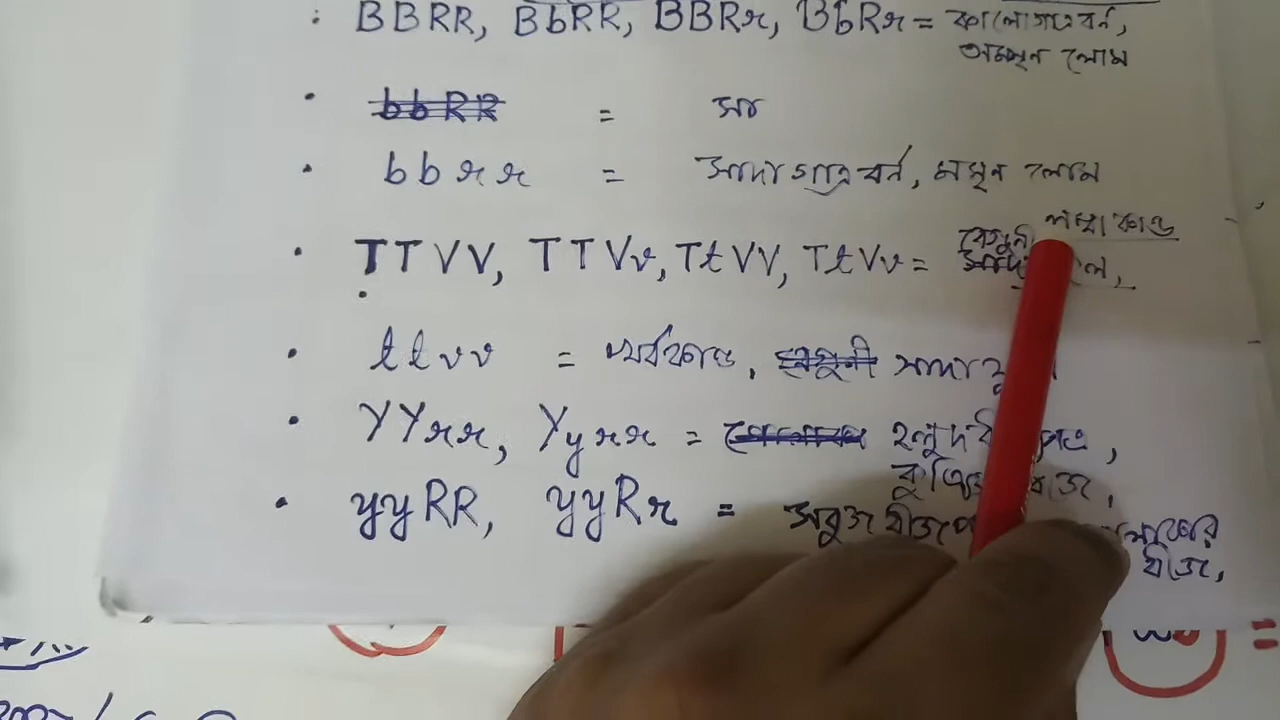 : BBRR, BbRR, BBRr, BbRr = কালোগাত্রবর্ন,
অমসৃন লোম
• bbRR = সা
• bbrr = সাদাগাত্রবর্ন, মসৃন লোম
লম্বা কান্ড
• TTVV, TTVv, TtVV, TtVv = বেগুনী
• ttvv = খর্বকান্ড, বেগুনী সাদা
• YYrr, Yyrr = হলুদ
• yyRR, yyRr = সবুজ
বীজ,